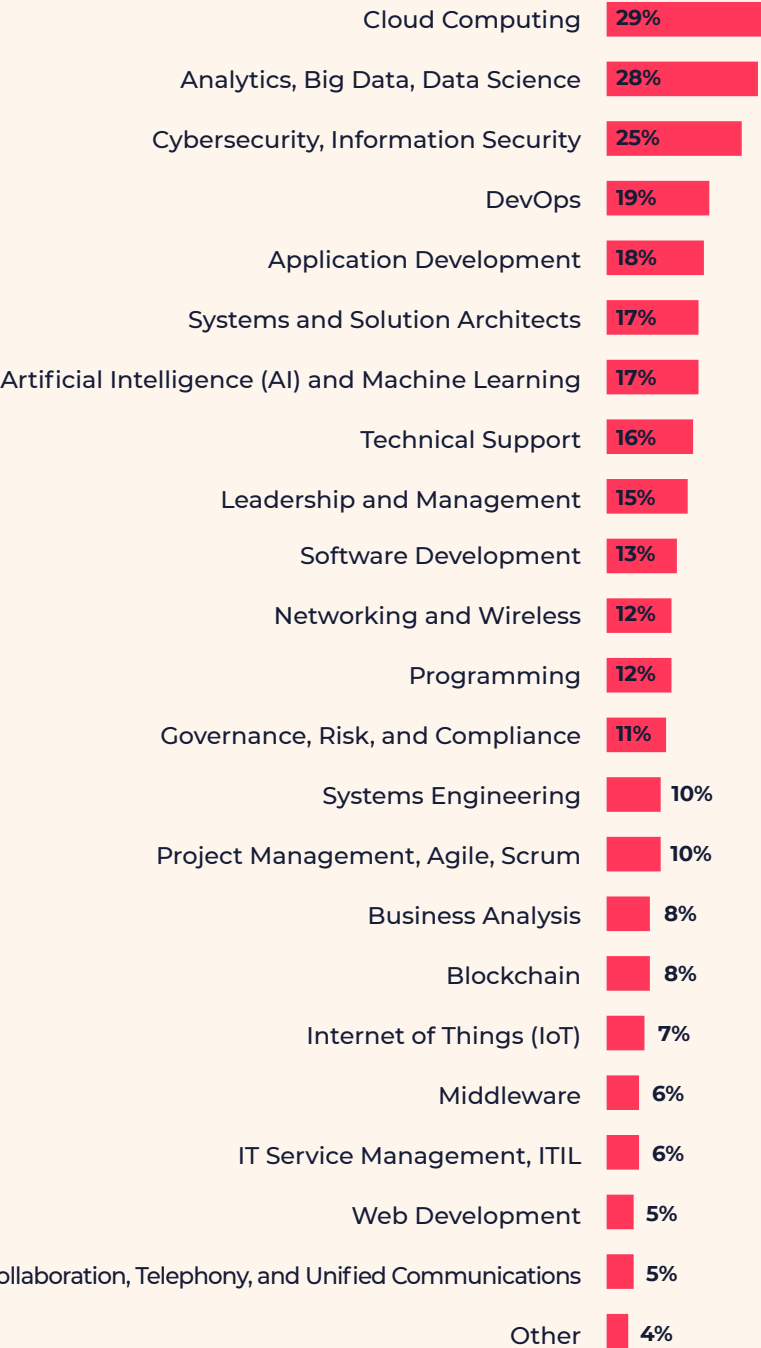 Cloud Computing 29%
Analytics, Big Data, Data Science 28%
Cybersecurity, Information Security 25%
DevOps 19%
Application Development 18%
Systems and Solution Architects 17%
Artificial Intelligence (AI) and Machine Learning 17%
Technical Support 16%
Leadership and Management 15%
Software Development 13%
Networking and Wireless 12%
Programming 12%
Governance, Risk, and Compliance 11%
Systems Engineering 10%
Project Management, Agile, Scrum 10%
Business Analysis 8%
Blockchain 8%
Internet of Things (IoT) 7%
Middleware 6%
IT Service Management, ITIL 6%
Web Development 5%
ollaboration, Telephony, and Unified Communications 5%
Other 4%